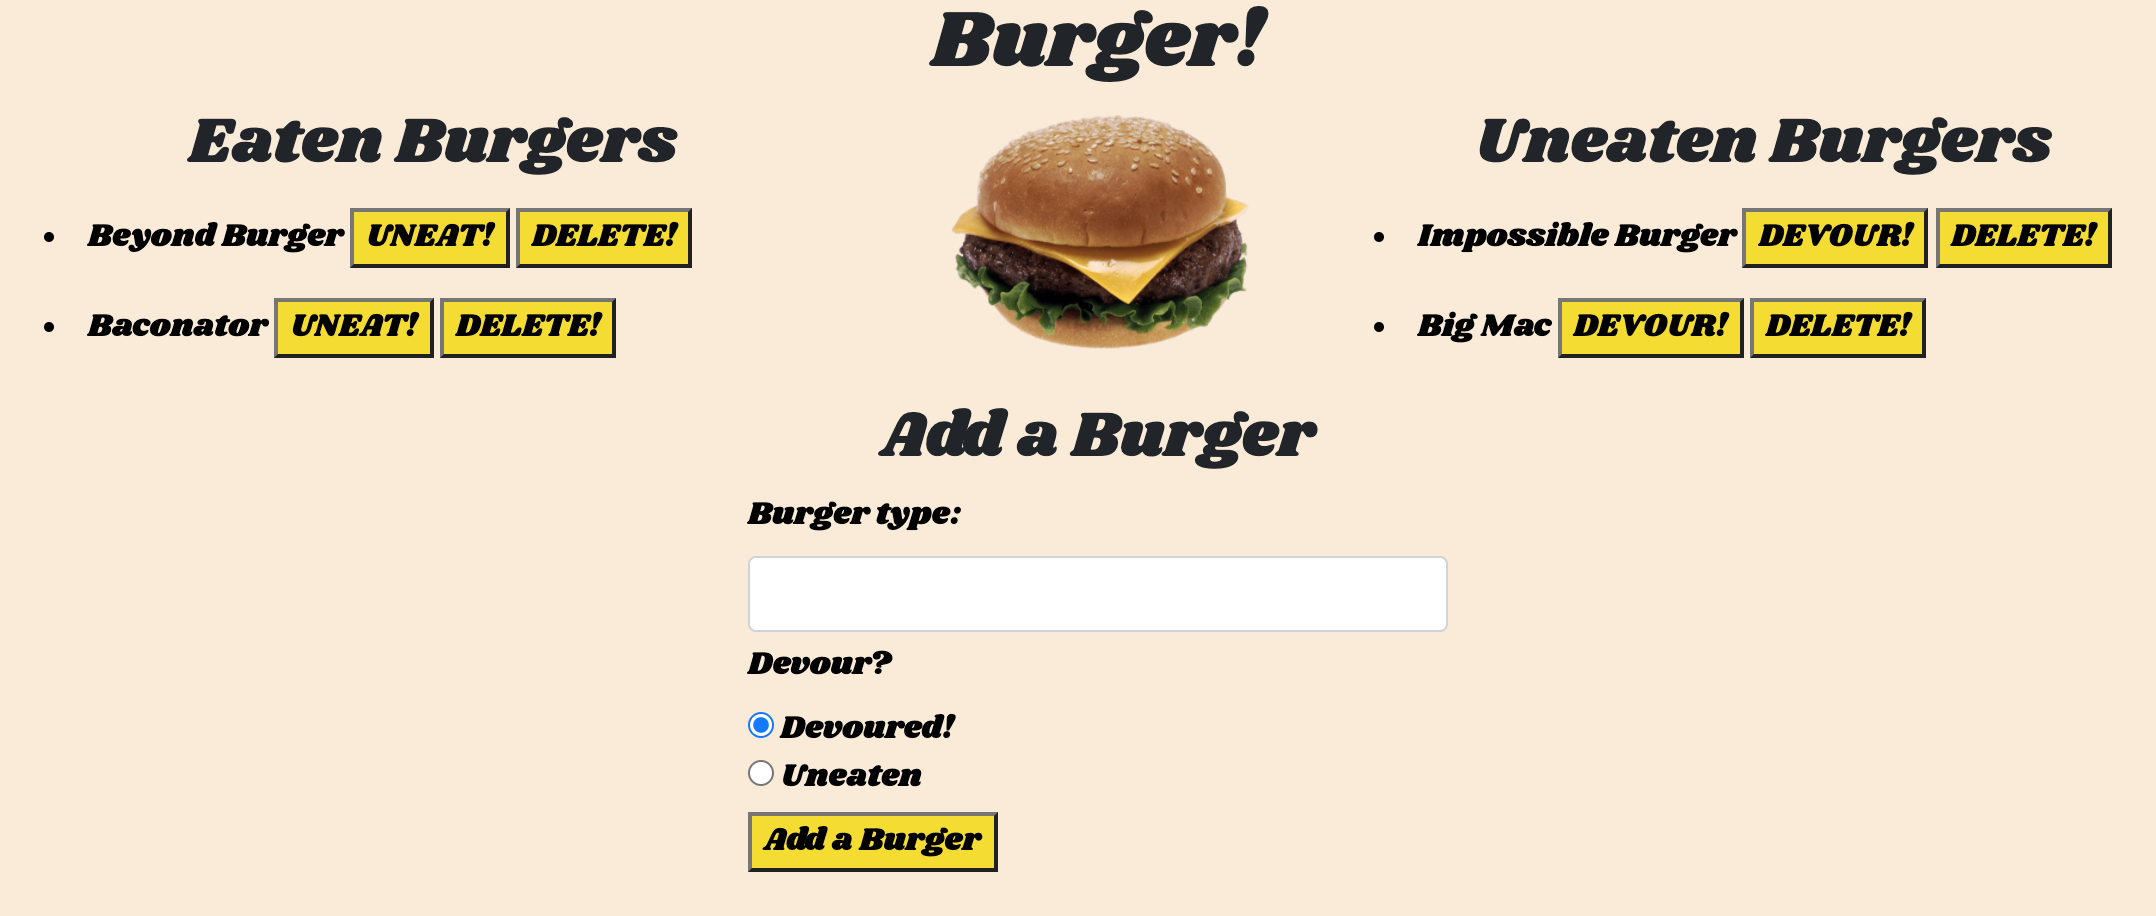 Burger!
Eaten Burgers
Beyond Burger UNEAT! DELETE!
Baconator UNEAT! DELETE!
Uneaten Burgers
Impossible Burger DEVOUR! DELETE!
Big Mac DEVOUR! DELETE!
Add a Burger
Burger type:
Devour?
Devoured!
Uneaten
Add a Burger